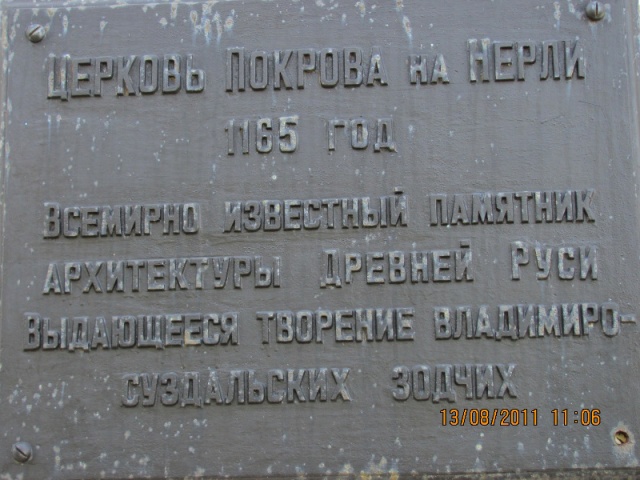 Церковь Покрова на Нерли
1165 год
Всемирно известный памятник
архитектуры Древней Руси
Выдающееся творение владимиро-
суздальских зодчих
13/08/2011 11:06